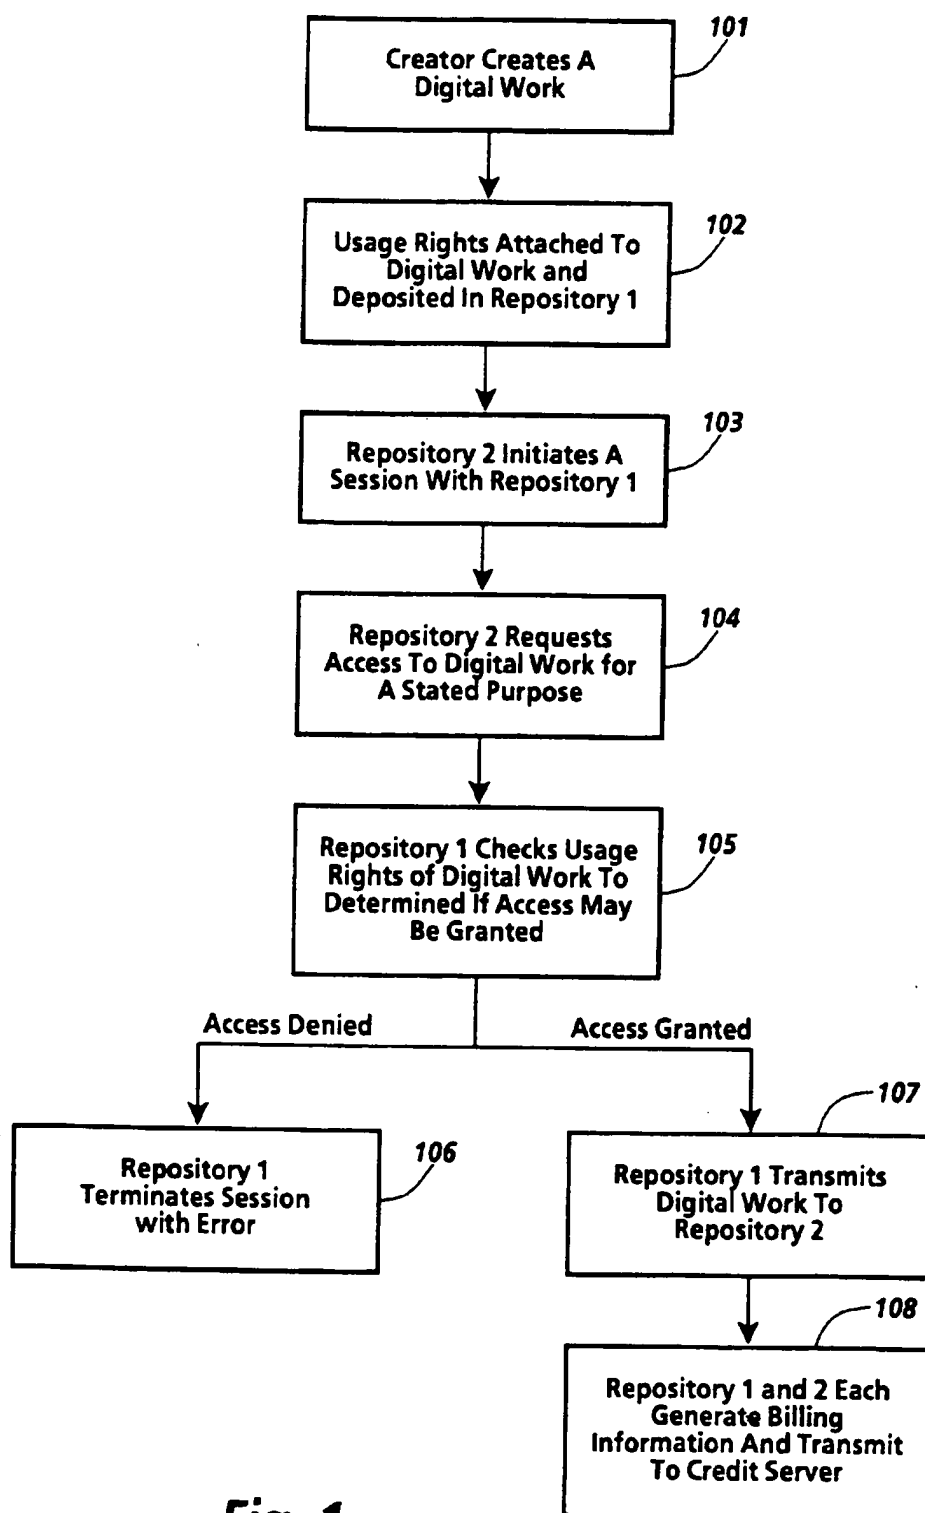 101
Creator Creates A
Digital Work
102
Usage Rights Attached To
Digital Work and
Deposited In Repository 1
103
Repository 2 Initiates A
Session With Repository 1
104
Repository 2 Requests
Access To Digital Work for
A Stated Purpose
105
Repository 1 Checks Usage
Rights of Digital Work To
Determined If Access May
Be Granted
Access Denied
Access Granted
106
Repository 1
Terminates Session
with Error
107
Repository 1 Transmits
Digital Work To
Repository 2
108
Repository 1 and 2 Each
Generate Billing
Information And Transmit
To Credit Server
Fig. 1